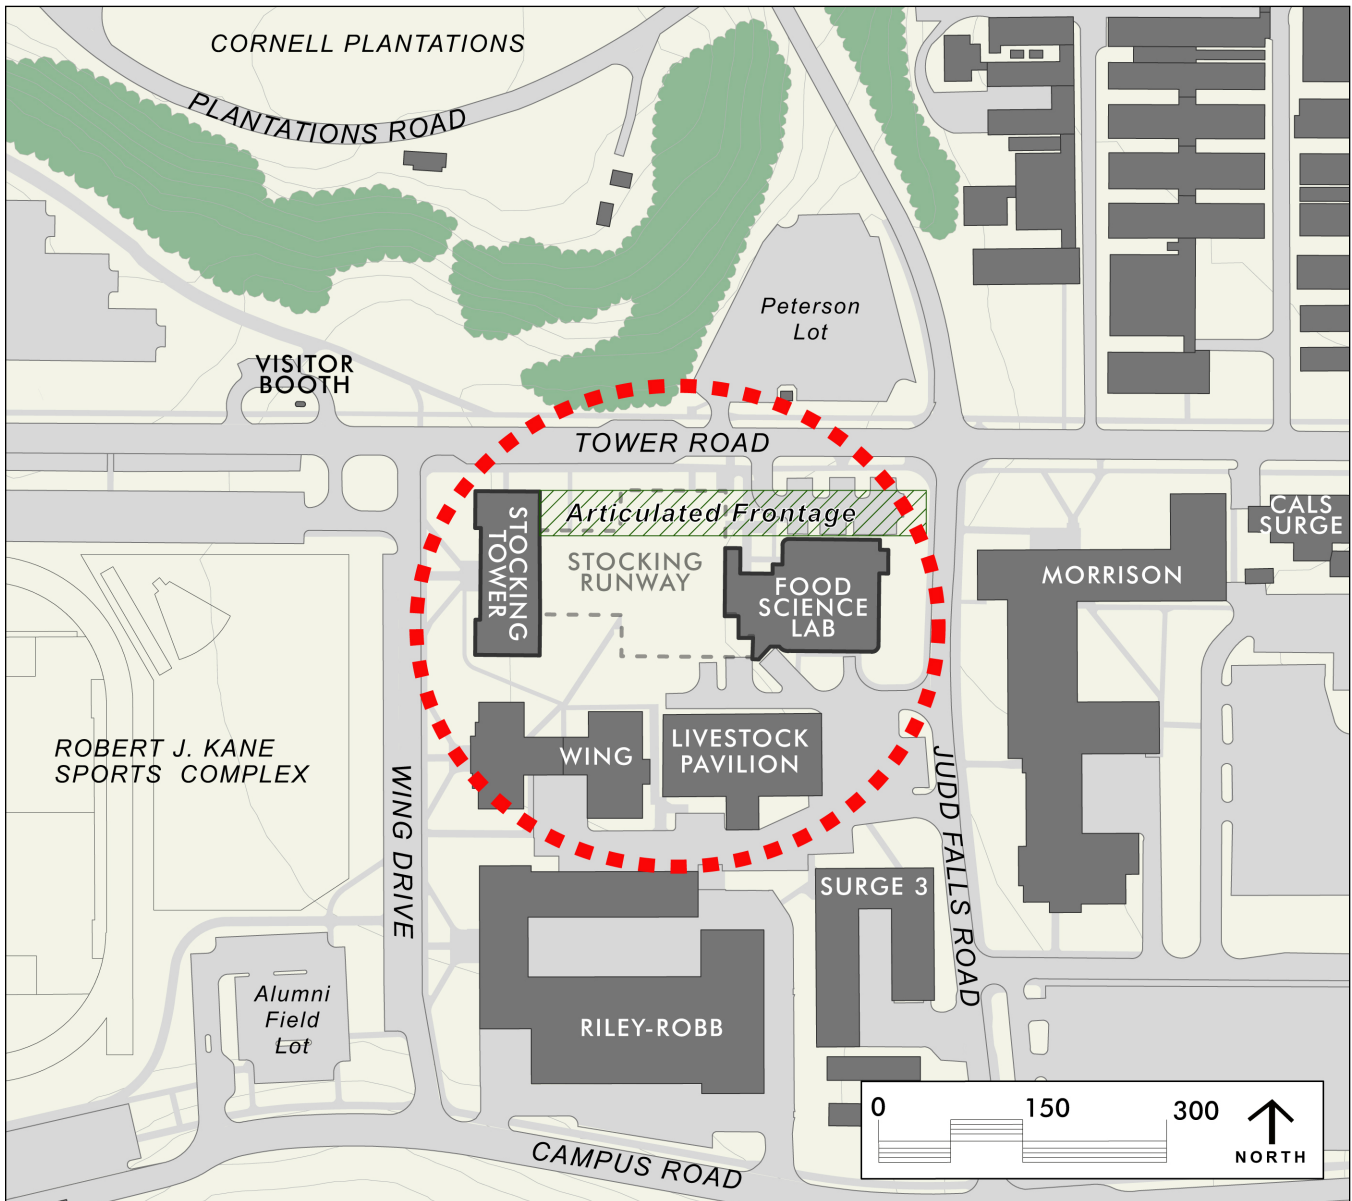 CORNELL PLANTATIONS
PLANTATIONS ROAD
Peterson
Lot
VISITOR
BOOTH
TOWER ROAD
Articulated Frontage
STOCKING
TOWER
STOCKING
RUNWAY
FOOD
SCIENCE
LAB
MORRISON
CALS
SURGE
ROBERT J. KANE
SPORTS COMPLEX
WING
LIVESTOCK
PAVILION
WING DRIVE
JUDD FALLS ROAD
SURGE 3
Alumni
Field
Lot
RILEY-ROBB
CAMPUS ROAD
0 150 300
NORTH